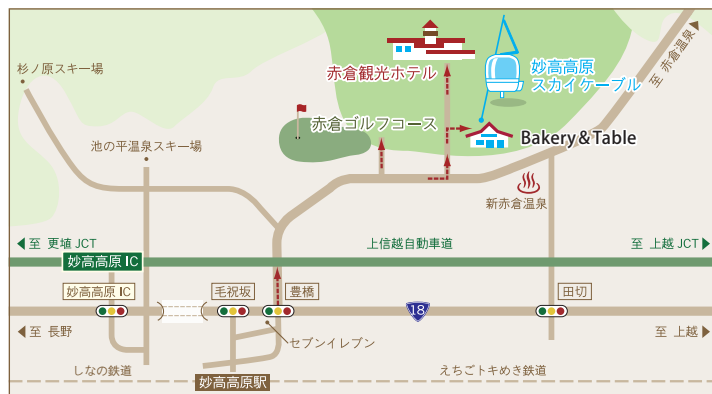 至 赤倉温泉
杉ノ原スキー場
赤倉観光ホテル
妙高高原
スカイケーブル
赤倉ゴルフコース
Bakery & Table
池の平温泉スキー場
新赤倉温泉
至 更埴 JCT
上信越自動車道
至 上越 JCT
妙高高原 IC
妙高高原 IC
毛祝坂
豊橋
18
田切
至 長野
セブンイレブン
至 上越
しなの鉄道
えちごトキめき鉄道
妙高高原駅